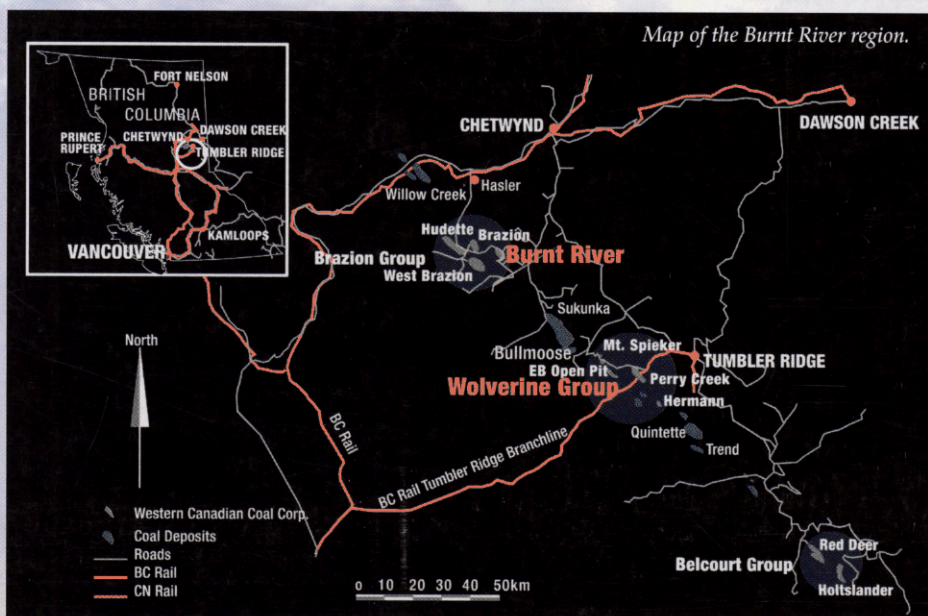 Map of the Burnt River region.
FORT NELSON
BRITISH
COLUMBIA
DAWSON CREEK
CHETWYND
PRINCE
RUPERT
TUMBLER RIDGE
KAMLOOPS
VANCOUVER
CHETWYND
DAWSON CREEK
Willow Creek
Hasler
Hudette
Brazion
Brazion Group
Burnt River
West Brazion
Sukunka
North
Mt. Spieker
Bullmoose
TUMBLER RIDGE
EB Open Pit
Perry Creek
Wolverine Group
Hermann
Quintette
Trend
BC Rail
BC Rail Tumbler Ridge Branchline
Western Canadian Coal Corp.
Coal Deposits
Roads
BC Rail
CN Rail
0 10 20 30 40 50km
Red Deer
Belcourt Group
Holtslander